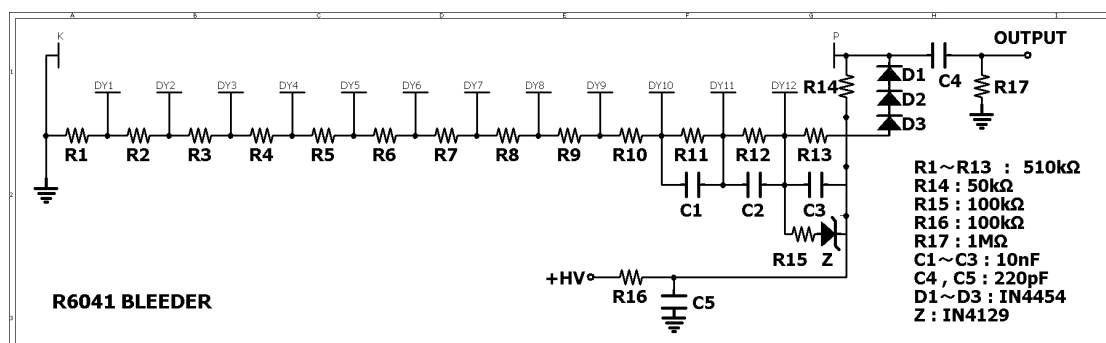 A B C D E F G H I
K
P
OUTPUT
1
DY1 DY2 DY3 DY4 DY5 DY6 DY7 DY8 DY9 DY10 DY11 DY12
R14
D1
D2
D3
C4
R17
R1 R2 R3 R4 R5 R6 R7 R8 R9 R10 R11 R12 R13
R1~R13 : 510kΩ
R14 : 50kΩ
R15 : 100kΩ
R16 : 100kΩ
R17 : 1MΩ
C1~C3 : 10nF
C4 , C5 : 220pF
D1~D3 : IN4454
Z : IN4129
2
C1 C2 C3
R15 Z
+HV
R16
C5
R6041 BLEEDER
3